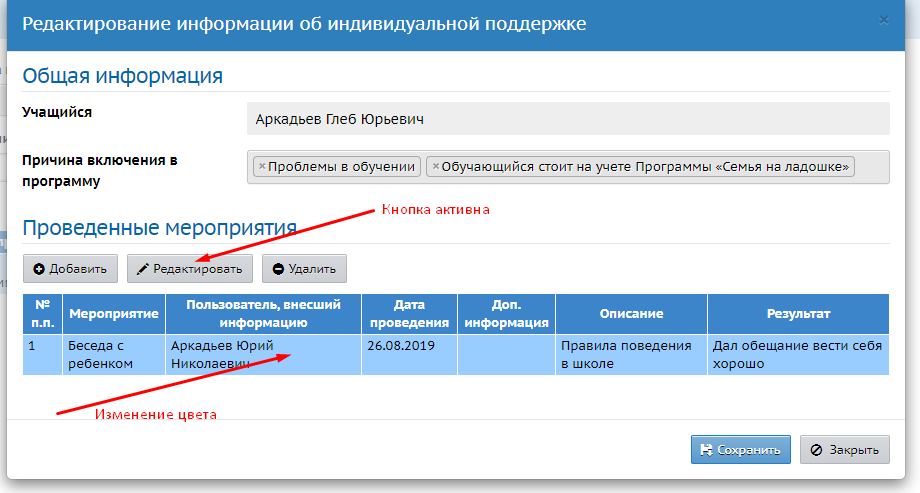 Редактирование информации об индивидуальной поддержке
×
Общая информация
Учащийся
Аркадьев Глеб Юрьевич
Причина включения в
программу
×Проблемы в обучении ×Обучающийся стоит на учете Программы «Семья на ладошке»
Кнопка активна
Проведенные мероприятия
Добавить Редактировать Удалить
№
п.п.
Мероприятие
Пользователь, внесший
информацию
Дата
проведения
Доп.
информация
Описание
Результат
1
Беседа с
ребенком
Аркадьев Юрий
Николаевич
26.08.2019
Правила поведения
в школе
Дал обещание вести себя
хорошо
Изменение цвета
Сохранить Закрыть